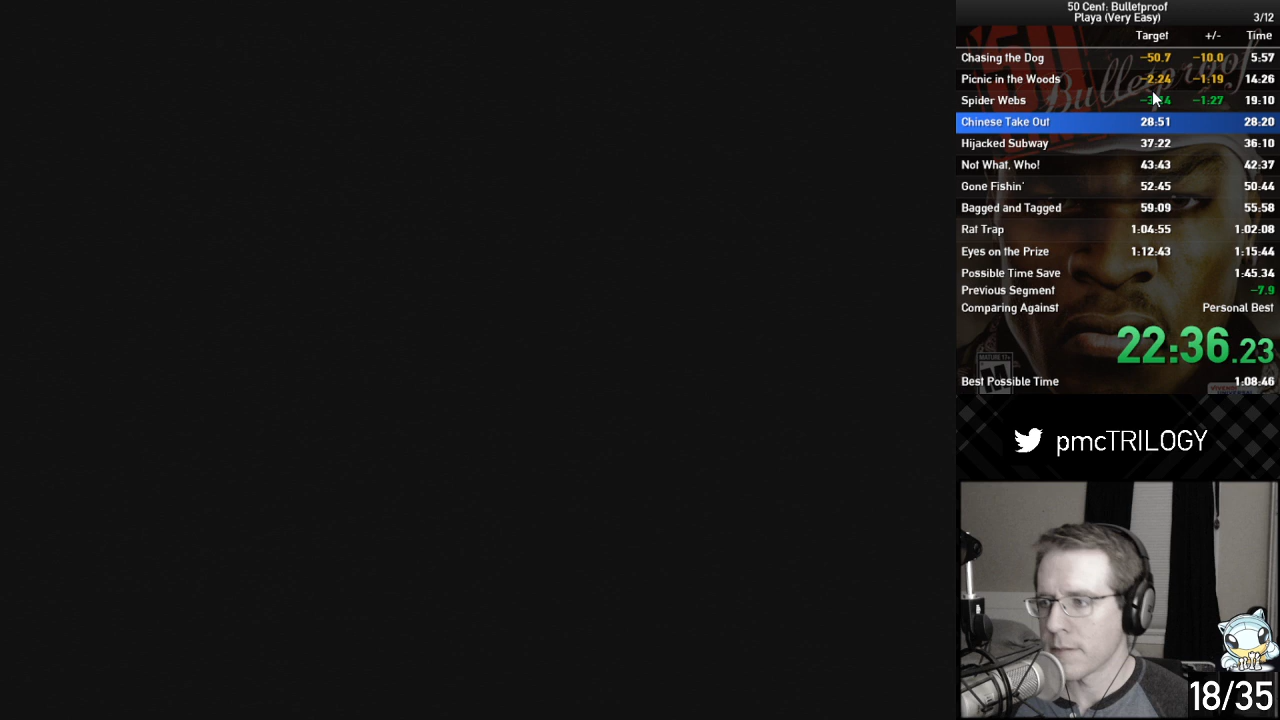 50 Cent: Bulletproof
Playa (Very Easy) 3/12
Target +/- Time
Chasing the Dog −50.7 −10.0 5:57
Picnic in the Woods −2:24 −1:19 14:26
Spider Webs −1:27 19:10
Chinese Take Out 28:51 28:20
Hijacked Subway 37:22 36:10
Not What, Who! 43:43 42:37
Gone Fishin' 52:45 50:44
Bagged and Tagged 59:09 55:58
Rat Trap 1:04:55 1:02:08
Eyes on the Prize 1:12:43 1:15:44
Possible Time Save 1:45.34
Previous Segment −7.9
Comparing Against Personal Best
22:36.23
Best Possible Time 1:08:46
Bulletproof
MATURE 17+
pmcTRILOGY
18/35